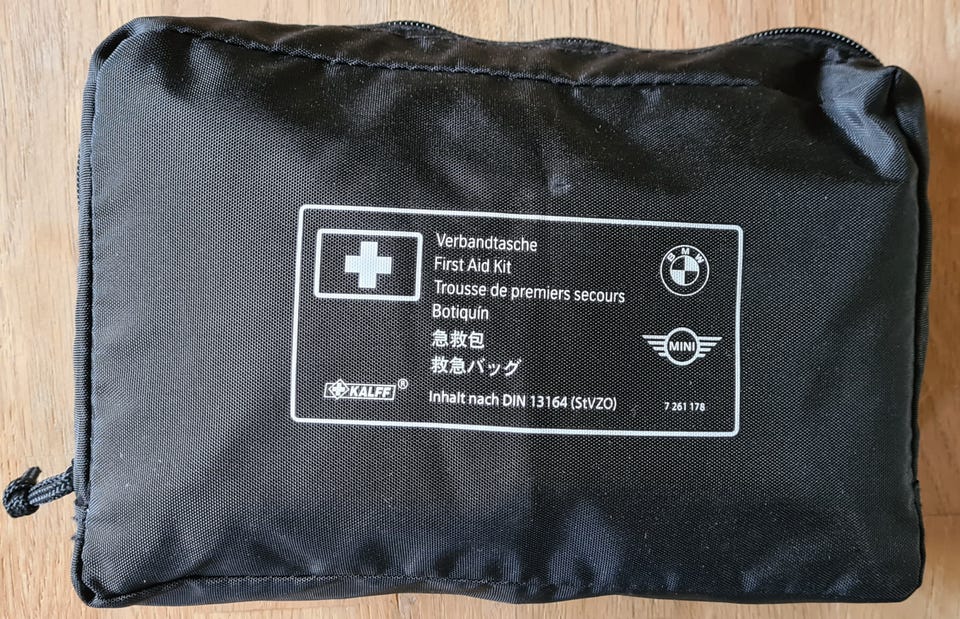 Verbandtasche
First Aid Kit
Trousse de premiers secours
Botiquín
急救包
救急バッグ
BMW
MINI
KALFF®
Inhalt nach DIN 13164 (StVZO)
7 261 178